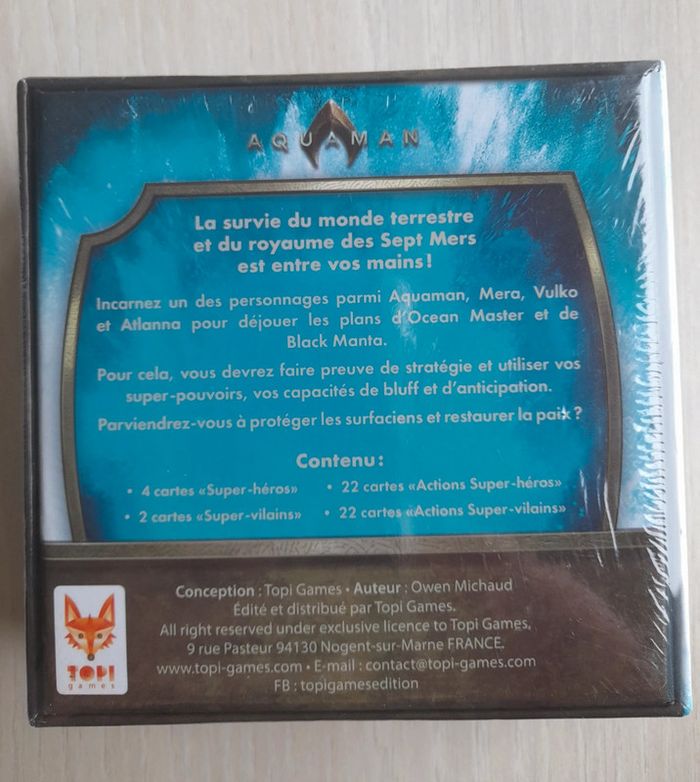 AQUAMAN
La survie du monde terrestre
et du royaume des Sept Mers
est entre vos mains !
Incarnez un des personnages parmi Aquaman, Mera, Vulko
et Atlanna pour déjouer les plans d'Ocean Master et de
Black Manta.
Pour cela, vous devrez faire preuve de stratégie et utiliser vos
super-pouvoirs, vos capacités de bluff et d'anticipation.
Parviendrez-vous à protéger les surfaciens et restaurer la paix ?
Contenu :
• 4 cartes «Super-héros» • 22 cartes «Actions Super-héros»
• 2 cartes «Super-vilains» • 22 cartes «Actions Super-vilains»
Conception : Topi Games • Auteur : Owen Michaud
Édité et distribué par Topi Games.
All right reserved under exclusive licence to Topi Games,
9 rue Pasteur 94130 Nogent-sur-Marne FRANCE.
www.topi-games.com • E-mail : contact@topi-games.com
FB : topigamesedition
TOPI
games